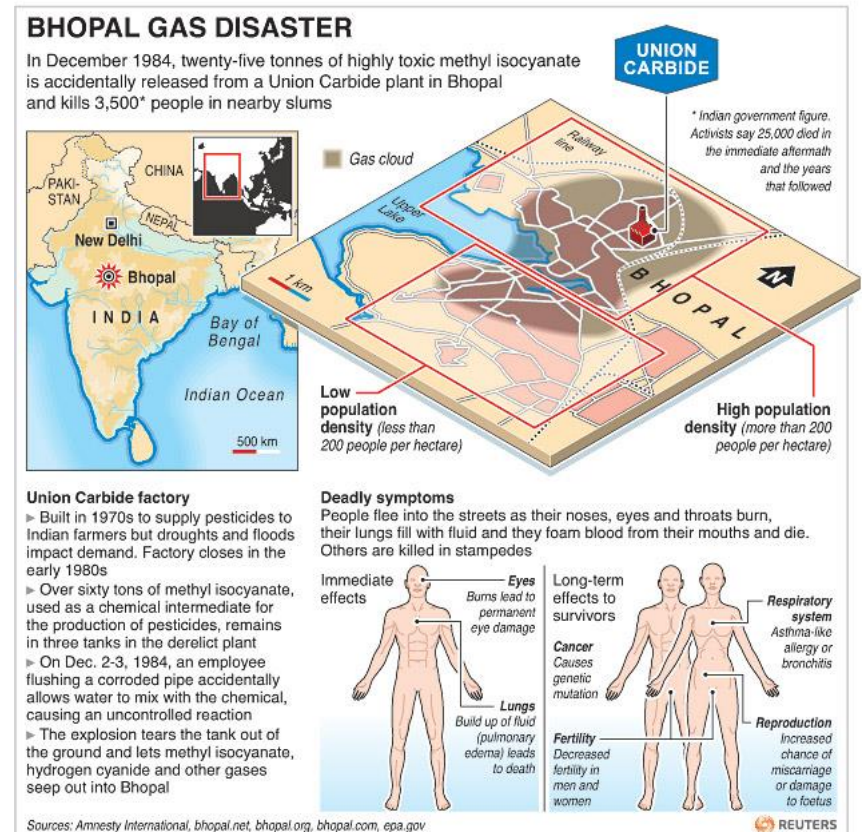 BHOPAL GAS DISASTER
In December 1984, twenty-five tonnes of highly toxic methyl isocyanate
is accidentally released from a Union Carbide plant in Bhopal
and kills 3,500* people in nearby slums
UNION
CARBIDE
* Indian government figure.
Activists say 25,000 died in
the immediate aftermath
and the years
that followed
PAKI-
STAN
CHINA
NEPAL
New Delhi
Bhopal
INDIA
Bay of
Bengal
Indian Ocean
500 km
Gas cloud
Railway
line
Upper
Lake
1 km
BHOPAL
N
Low
population
density (less than
200 people per hectare)
High population
density (more than 200
people per hectare)
Union Carbide factory
▶ Built in 1970s to supply pesticides to
Indian farmers but droughts and floods
impact demand. Factory closes in the
early 1980s
▶ Over sixty tons of methyl isocyanate,
used as a chemical intermediate for
the production of pesticides, remains
in three tanks in the derelict plant
▶ On Dec. 2-3, 1984, an employee
flushing a corroded pipe accidentally
allows water to mix with the chemical,
causing an uncontrolled reaction
▶ The explosion tears the tank out of
the ground and lets methyl isocyanate,
hydrogen cyanide and other gases
seep out into Bhopal
Deadly symptoms
People flee into the streets as their noses, eyes and throats burn,
their lungs fill with fluid and they foam blood from their mouths and die.
Others are killed in stampedes
Immediate
effects
Eyes
Burns lead to
permanent
eye damage
Lungs
Build up of fluid
(pulmonary
edema) leads
to death
Long-term
effects to
survivors
Cancer
Causes
genetic
mutation
Fertility
Decreased
fertility in
men and
women
Respiratory
system
Asthma-like
allergy or
bronchitis
Reproduction
Increased
chance of
miscarriage
or damage
to foetus
Sources: Amnesty International, bhopal.net, bhopal.org, bhopal.com, epa.gov
REUTERS